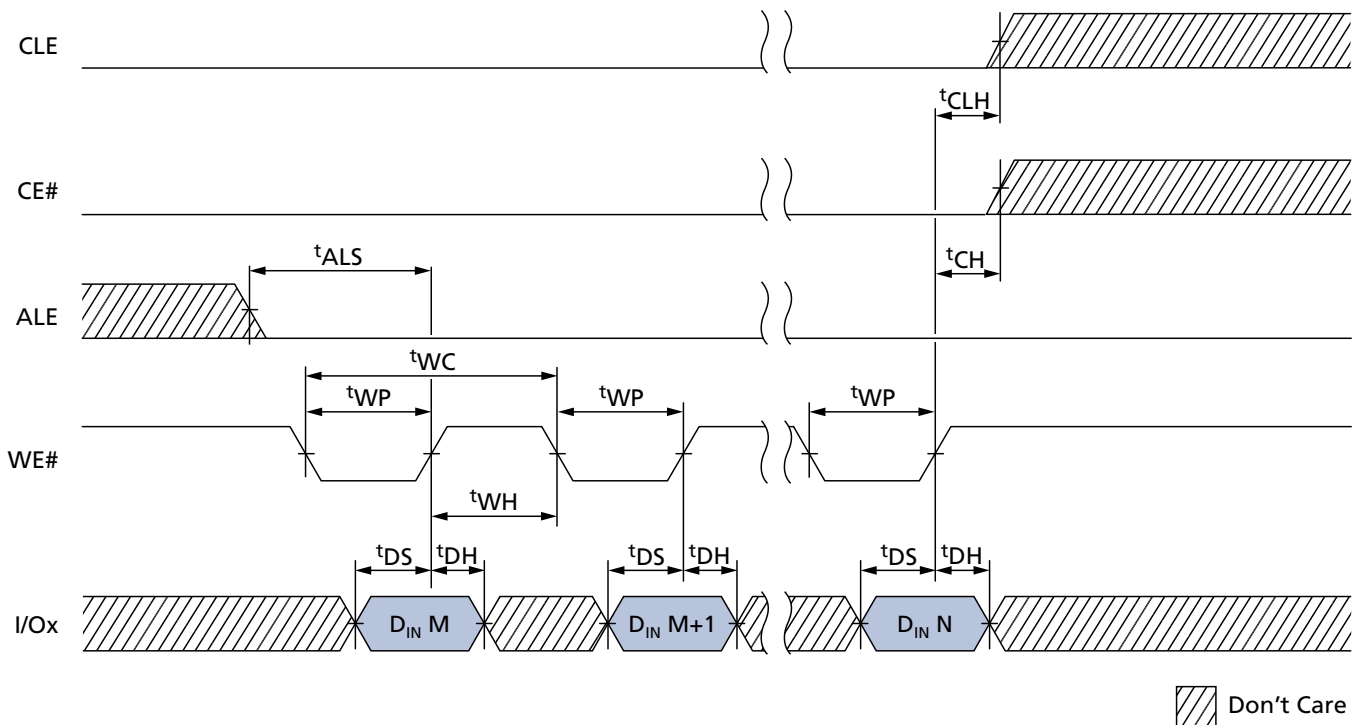 CLE
tCLH
CE#
tALS
tCH
ALE
tWC
tWP tWP tWP
WE#
tWH
tDS tDH tDS tDH tDS tDH
I/Ox DIN M DIN M+1 DIN N
Don't Care